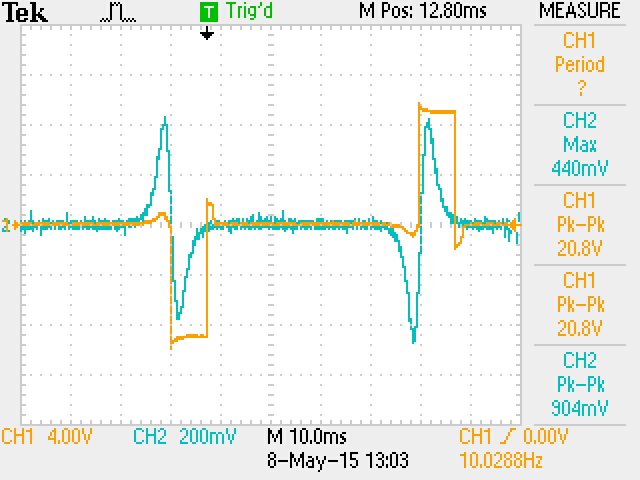 Tek T Trig'd M Pos: 12.80ms MEASURE
CH1
Period
?
CH2
Max
440mV
CH1
Pk-Pk
20.8V
CH1
Pk-Pk
20.8V
CH2
Pk-Pk
904mV
CH1 4.00V CH2 200mV M 10.0ms CH1 0.00V
8-May-15 13:03 10.0288Hz